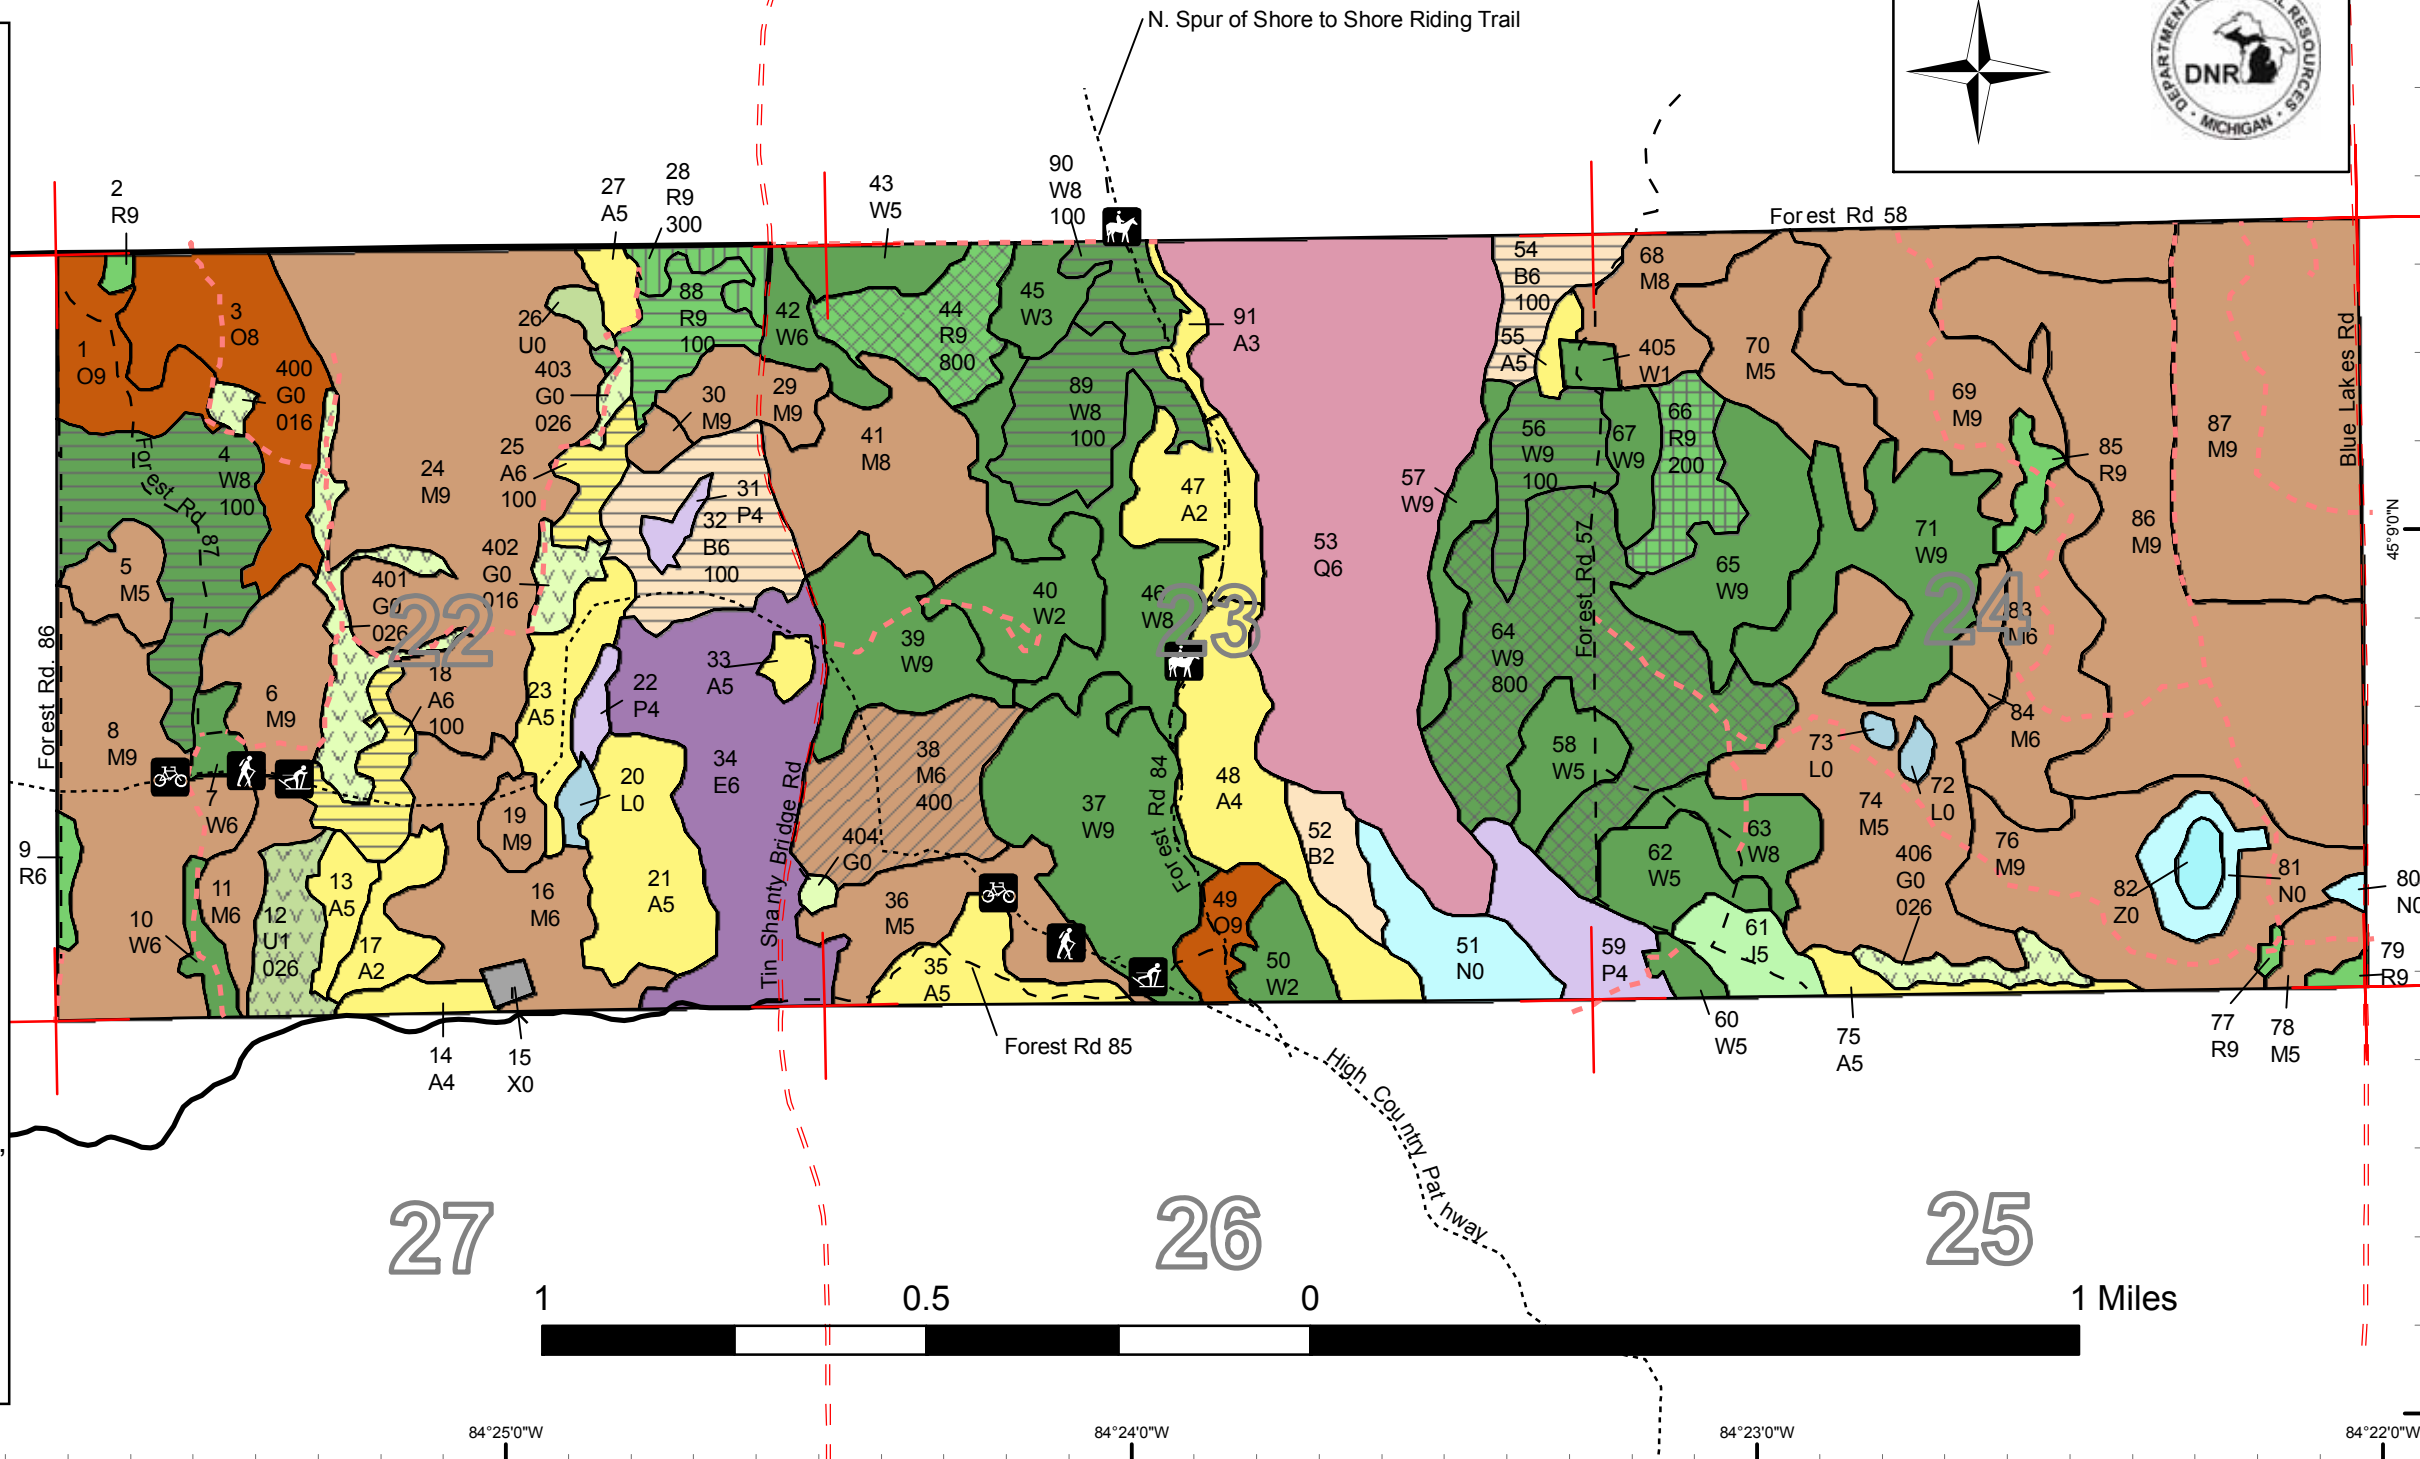 N. Spur of Shore to Shore Riding Trail
DNR
MICHIGAN
DEPARTMENT
RESOURCES
2
R9
27
A5
28
R9
300
43
W5
90
W8
100
Forest Rd 58
1
O9
3
O8
400
G0
016
26
U0
403
G0
026
88
R9
100
42
W6
44
R9
800
45
W3
91
A3
54
B6
100
55
A5
68
M8
405
W1
70
M5
Blue Lakes Rd
30
M9
29
M9
89
W8
100
69
M9
4
W8
100
Forest Rd 87
24
M9
25
A6
100
41
M8
31
P4
32
B6
100
47
A2
57
W9
56
W9
100
67
W9
66
R9
200
85
R9
87
M9
86
M9
45°9'0"N
5
M5
401
G0
026
402
G0
016
22
53
Q6
Forest Rd 57
65
W9
71
W9
24
83
M6
40
W2
46
W8
23
39
W9
64
W9
800
Forest Rd. 86
8
M9
6
M9
18
A6
100
23
A5
22
P4
33
A5
34
E6
38
M6
400
84
M6
73
L0
72
L0
58
W5
48
A4
Forest Rd 84
37
W9
20
L0
19
M9
7
W6
9
R6
Tin Shanty Bridge Rd
404
G0
52
B2
63
W8
62
W5
74
M5
76
M9
406
G0
026
82
Z0
81
N0
80
10
W6
11
M6
12
U1
026
13
A5
17
A2
16
M6
21
A5
36
M5
35
A5
49
O9
50
W2
51
N0
59
P4
61
J5
79
R9
14
A4
15
X0
Forest Rd 85
60
W5
75
A5
77
R9
78
M5
High Country Pathway
27
26
25
1
0.5
0
1 Miles
84°25'0"W
84°24'0"W
84°23'0"W
84°22'0"W